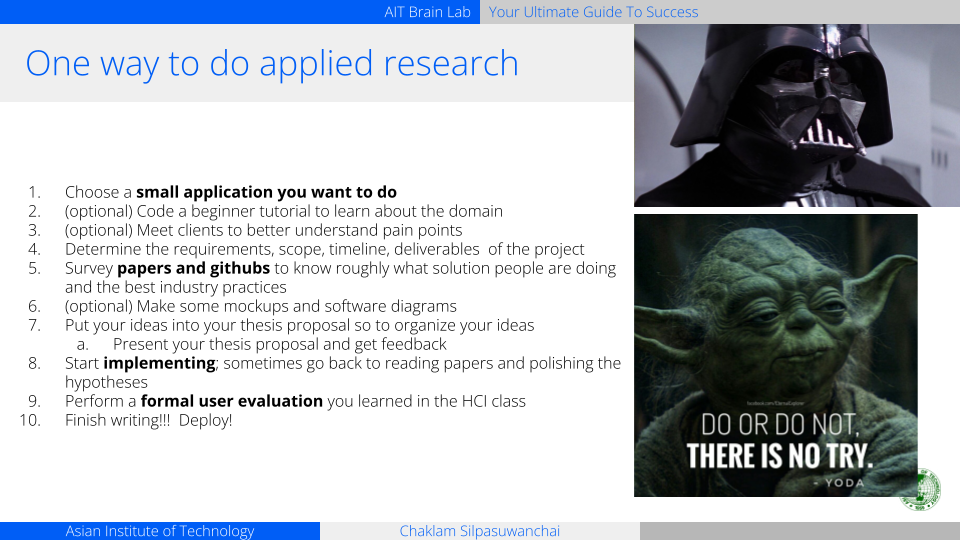 AIT Brain Lab
Your Ultimate Guide To Success
One way to do applied research
1. Choose a small application you want to do
2. (optional) Code a beginner tutorial to learn about the domain
3. (optional) Meet clients to better understand pain points
4. Determine the requirements, scope, timeline, deliverables  of the project
5. Survey papers and githubs to know roughly what solution people are doing
and the best industry practices
6. (optional) Make some mockups and software diagrams
7. Put your ideas into your thesis proposal so to organize your ideas
a. Present your thesis proposal and get feedback
8. Start implementing; sometimes go back to reading papers and polishing the
hypotheses
9. Perform a formal user evaluation you learned in the HCI class
10. Finish writing!!!  Deploy!
DO OR DO NOT,
THERE IS NO TRY.
- YODA
Asian Institute of Technology
Chaklam Silpasuwanchai